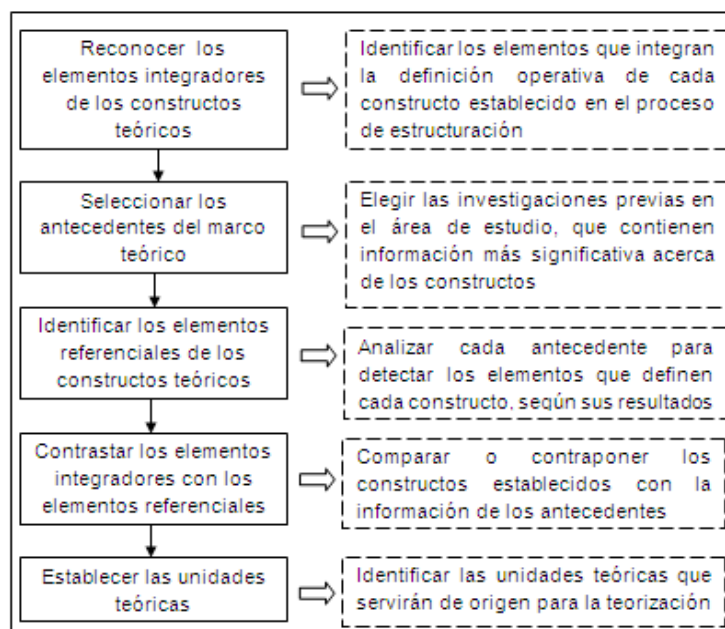 Reconocer los
elementos integradores
de los constructos
teóricos
Identificar los elementos que integran
la definición operativa de cada
constructo establecido en el proceso
de estructuración
Seleccionar los
antecedentes del marco
teórico
Elegir las investigaciones previas en
el área de estudio, que contienen
información más significativa acerca
de los constructos
Identificar los elementos
referenciales de los
constructos teóricos
Analizar cada antecedente para
detectar los elementos que definen
cada constructo, según sus resultados
Contrastar los elementos
integradores con los
elementos referenciales
Comparar o contraponer los
constructos establecidos con la
información de los antecedentes
Establecer las unidades
teóricas
Identificar las unidades teóricas que
servirán de origen para la teorización